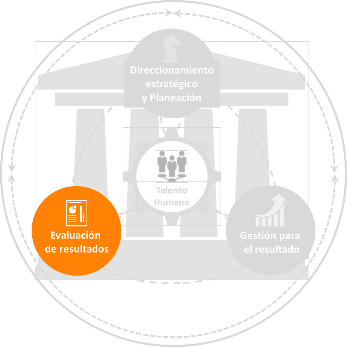 Direccionamiento
estratégico
y Planeación
Talento
Humano
Evaluación
de resultados
Gestión para
el resultado